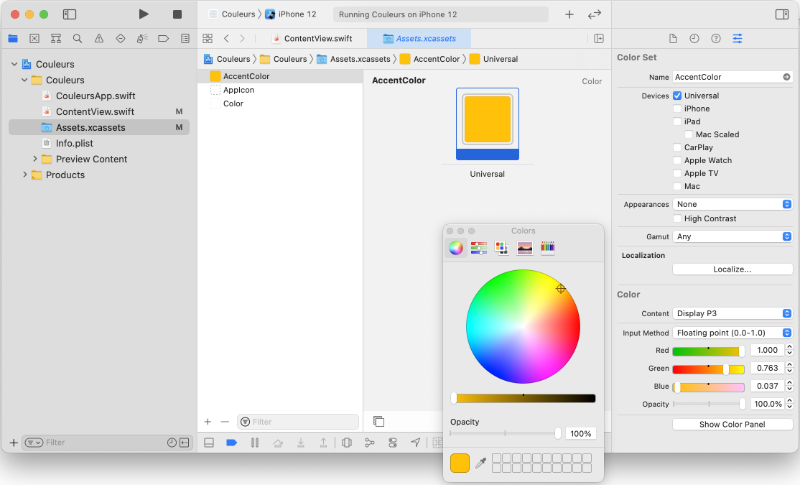 Couleurs
iPhone 12
Running Couleurs on iPhone 12
ContentView.swift
Assets.xcassets
Couleurs
Couleurs
Assets.xcassets
AccentColor
Universal
Couleurs
Couleurs
CouleursApp.swift
ContentView.swift M
Assets.xcassets M
Info.plist
Preview Content
Products
Filter
AccentColor
AppIcon
Color
Filter
AccentColor
Color
Universal
Colors
Opacity
100%
Color Set
Name AccentColor
Devices Universal
iPhone
iPad
Mac Scaled
CarPlay
Apple Watch
Apple TV
Mac
Appearances None
High Contrast
Gamut Any
Localization
Localize...
Color
Content Display P3
Input Method Floating point (0.0-1.0)
Red 1.000
Green 0.763
Blue 0.037
Opacity 100.0%
Show Color Panel